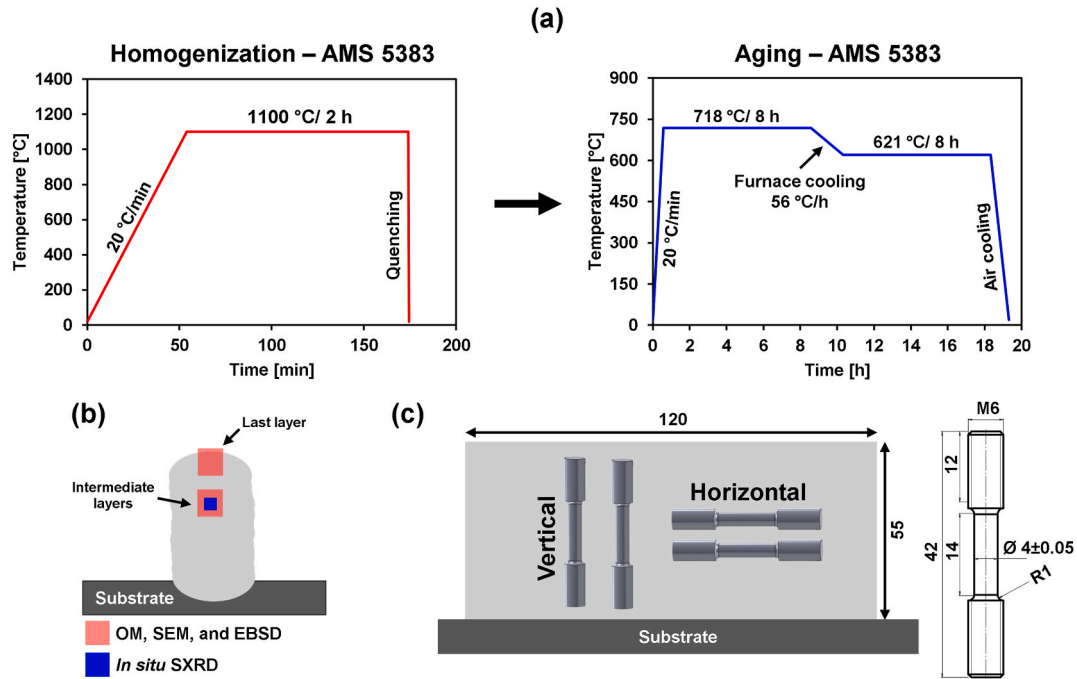 (a)
Homogenization – AMS 5383
1400
1200
1000
800
600
400
200
0
Temperature [°C]
20 °C/min
1100 °C/ 2 h
Quenching
0
50
100
150
200
Time [min]
Aging – AMS 5383
900
750
600
450
300
150
0
Temperature [°C]
20 °C/min
718 °C/ 8 h
621 °C/ 8 h
Furnace cooling
56 °C/h
Air cooling
0
2
4
6
8
10
12
14
16
18
20
Time [h]
(b)
Last layer
Intermediate
layers
Substrate
OM, SEM, and EBSD
In situ SXRD
(c)
120
Vertical
Horizontal
55
Substrate
M6
12
42
14
Ø 4±0.05
R1